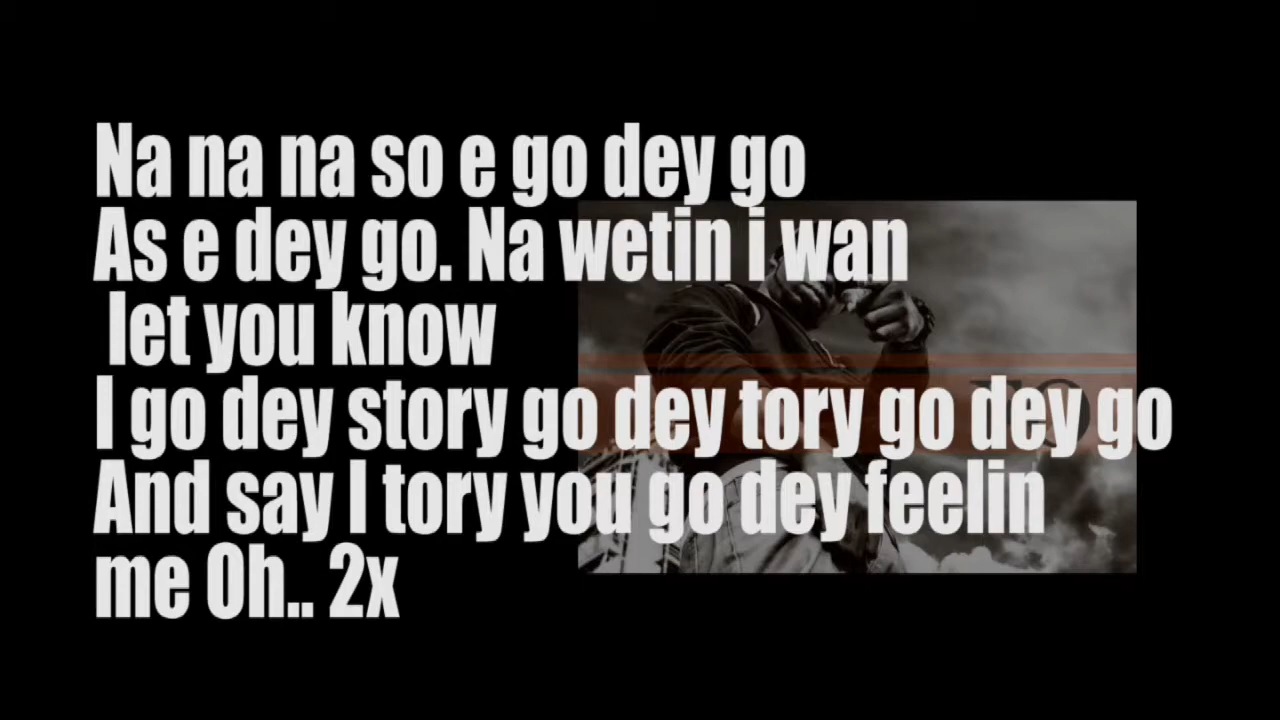 Na na na so e go dey go
As e dey go. Na wetin i wan
let you know
I go dey story go dey tory go dey go
And say I tory you go dey feelin
me Oh.. 2x